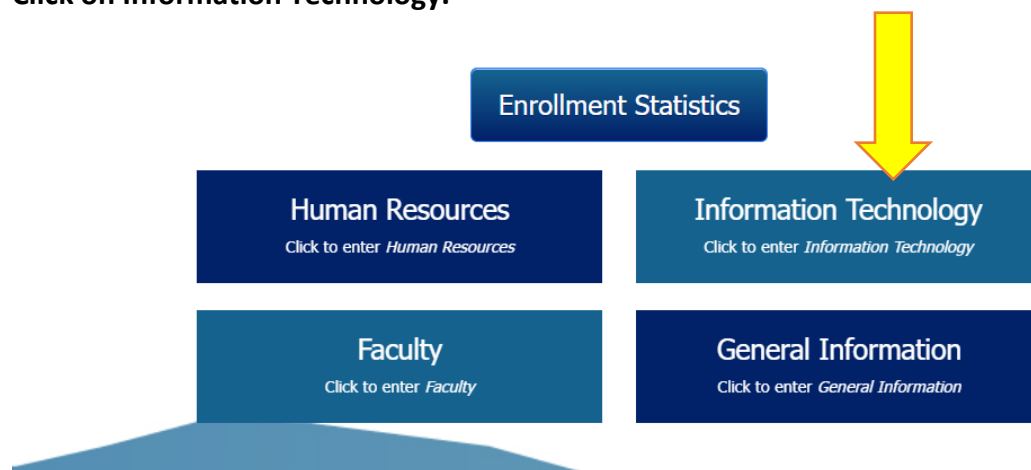 Click on Information Technology.
Enrollment Statistics
Human Resources
Click to enter Human Resources
Information Technology
Click to enter Information Technology
Faculty
Click to enter Faculty
General Information
Click to enter General Information